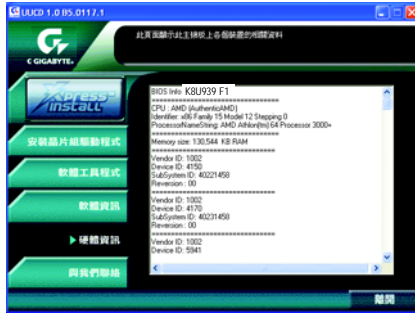 UUCD 1.0 B5.0117.1
此頁面顯示此主機板上各個裝置的相關資料
GIGABYTE
Xpress-
install
安裝晶片組驅動程式
軟體工具程式
軟體資訊
硬體資訊
與我們聯絡
BIOS Info K8U939 F1
==================================
CPU : AMD (AuthenticAMD)
Identifier: x86 Family 15 Model 12 Stepping 0
ProcessorNameString: AMD Athlon(tm) 64 Processor 3000+
==================================
Memory size: 130,544 KB RAM
==================================
Vendor ID: 1002
Device ID: 4150
SubSystem ID: 40221458
Reversion : 00
==================================
Vendor ID: 1002
Device ID: 4170
SubSystem ID: 40231458
Reversion : 00
==================================
Vendor ID: 1002
Device ID: 5941
離開